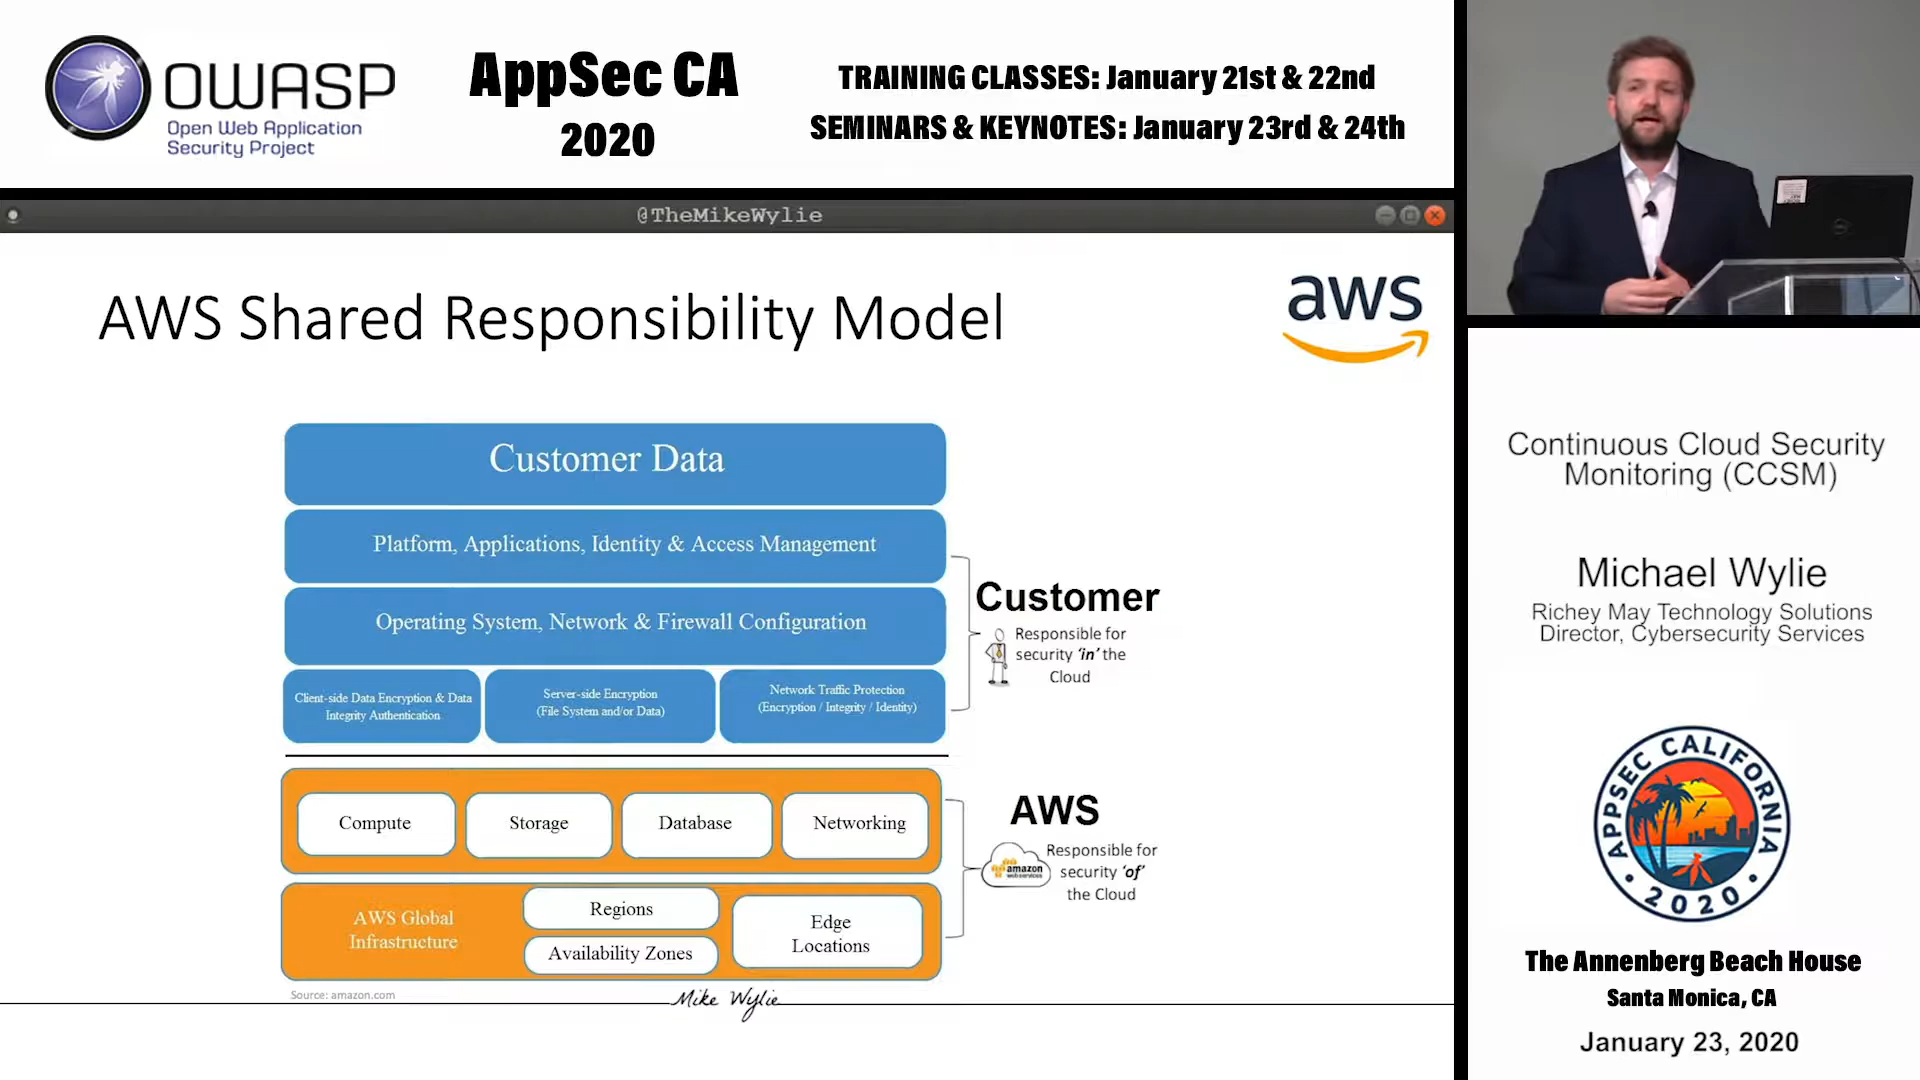 OWASP
Open Web Application
Security Project
AppSec CA
2020
TRAINING CLASSES: January 21st & 22nd
SEMINARS & KEYNOTES: January 23rd & 24th
@TheMikeWylie
AWS Shared Responsibility Model
aws
Customer Data
Platform, Applications, Identity & Access Management
Operating System, Network & Firewall Configuration
Client-side Data Encryption & Data
Integrity Authentication
Server-side Encryption
(File System and/or Data)
Network Traffic Protection
(Encryption / Integrity / Identity)
Customer
Responsible for
security ‘in’ the
Cloud
Compute
Storage
Database
Networking
AWS Global
Infrastructure
Regions
Availability Zones
Edge
Locations
AWS
amazon
web services
Responsible for
security ‘of’
the Cloud
Source: amazon.com
Mike Wylie
Continuous Cloud Security
Monitoring (CCSM)
Michael Wylie
Richey May Technology Solutions
Director, Cybersecurity Services
APPSEC CALIFORNIA
• 2020 •
The Annenberg Beach House
Santa Monica, CA
January 23, 2020